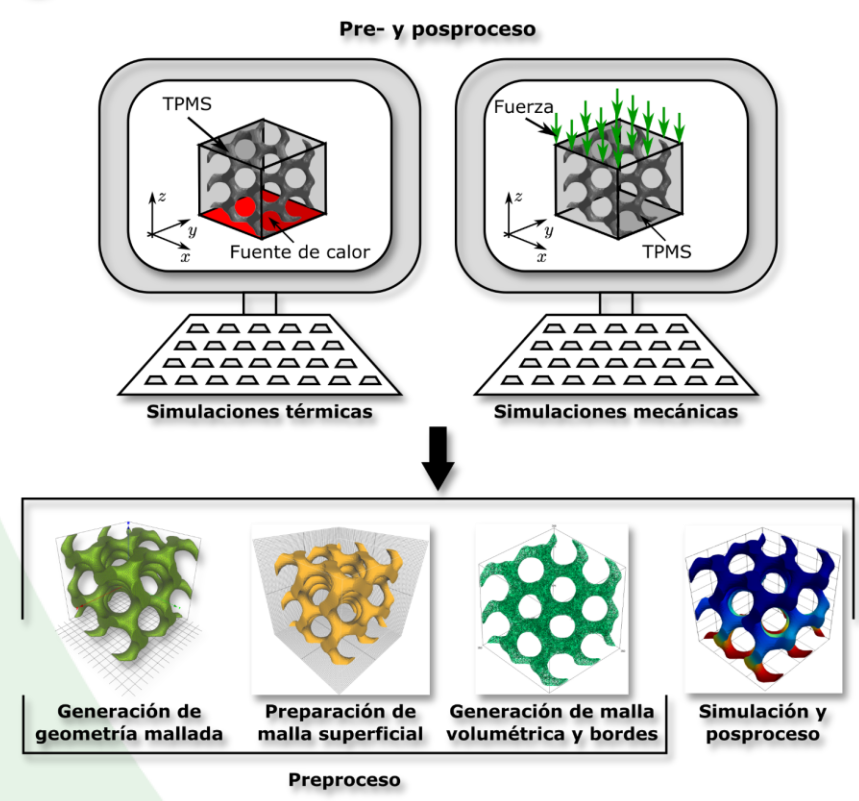 Pre- y posproceso
TPMS
z
y
x
Fuente de calor
Fuerza
z
y
x
TPMS
Simulaciones térmicas
Simulaciones mecánicas
Generación de
geometría mallada
Preparación de
malla superficial
Generación de malla
volumétrica y bordes
Simulación y
posproceso
Preproceso